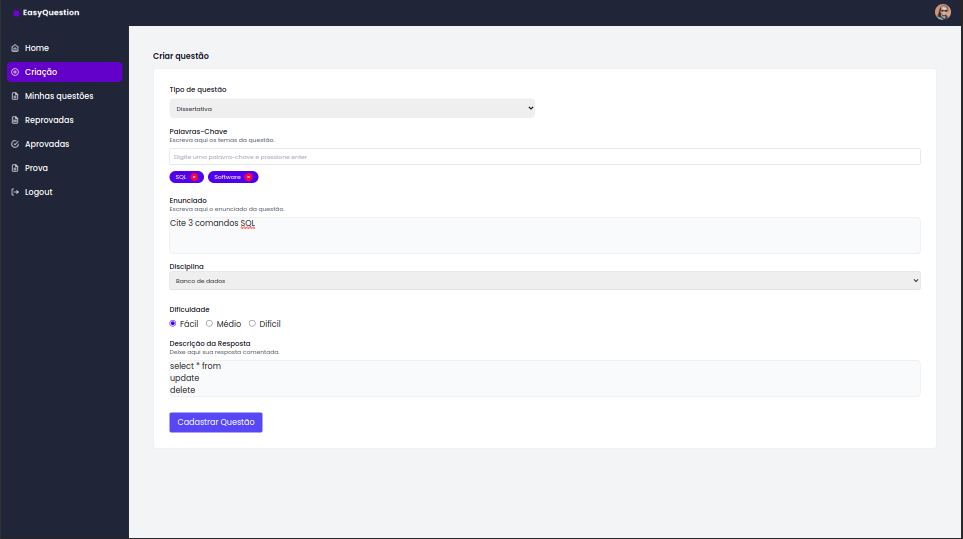 EasyQuestion
Home
Criação
Minhas questões
Reprovadas
Aprovadas
Prova
Logout
Criar questão
Tipo de questão
Dissertativa
Palavras-Chave
Escreva aqui os temas da questão.
Digite uma palavra-chave e pressione enter
SQL × Software ×
Enunciado
Escreva aqui o enunciado da questão.
Cite 3 comandos SQL
Disciplina
Banco de dados
Dificuldade
Fácil Médio Difícil
Descrição da Resposta
Deixe aqui sua resposta comentada.
select * from
update
delete
Cadastrar Questão